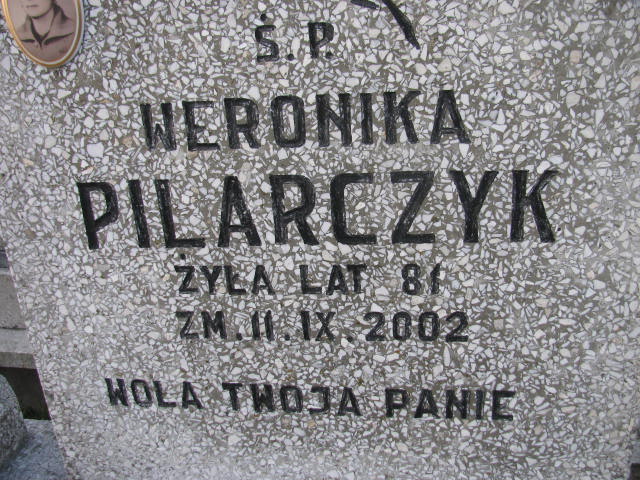 Ś.P.
WERONIKA
PILARCZYK
ŻYŁA LAT 81
ZM.11.IX.2002
WOLA TWOJA PANIE